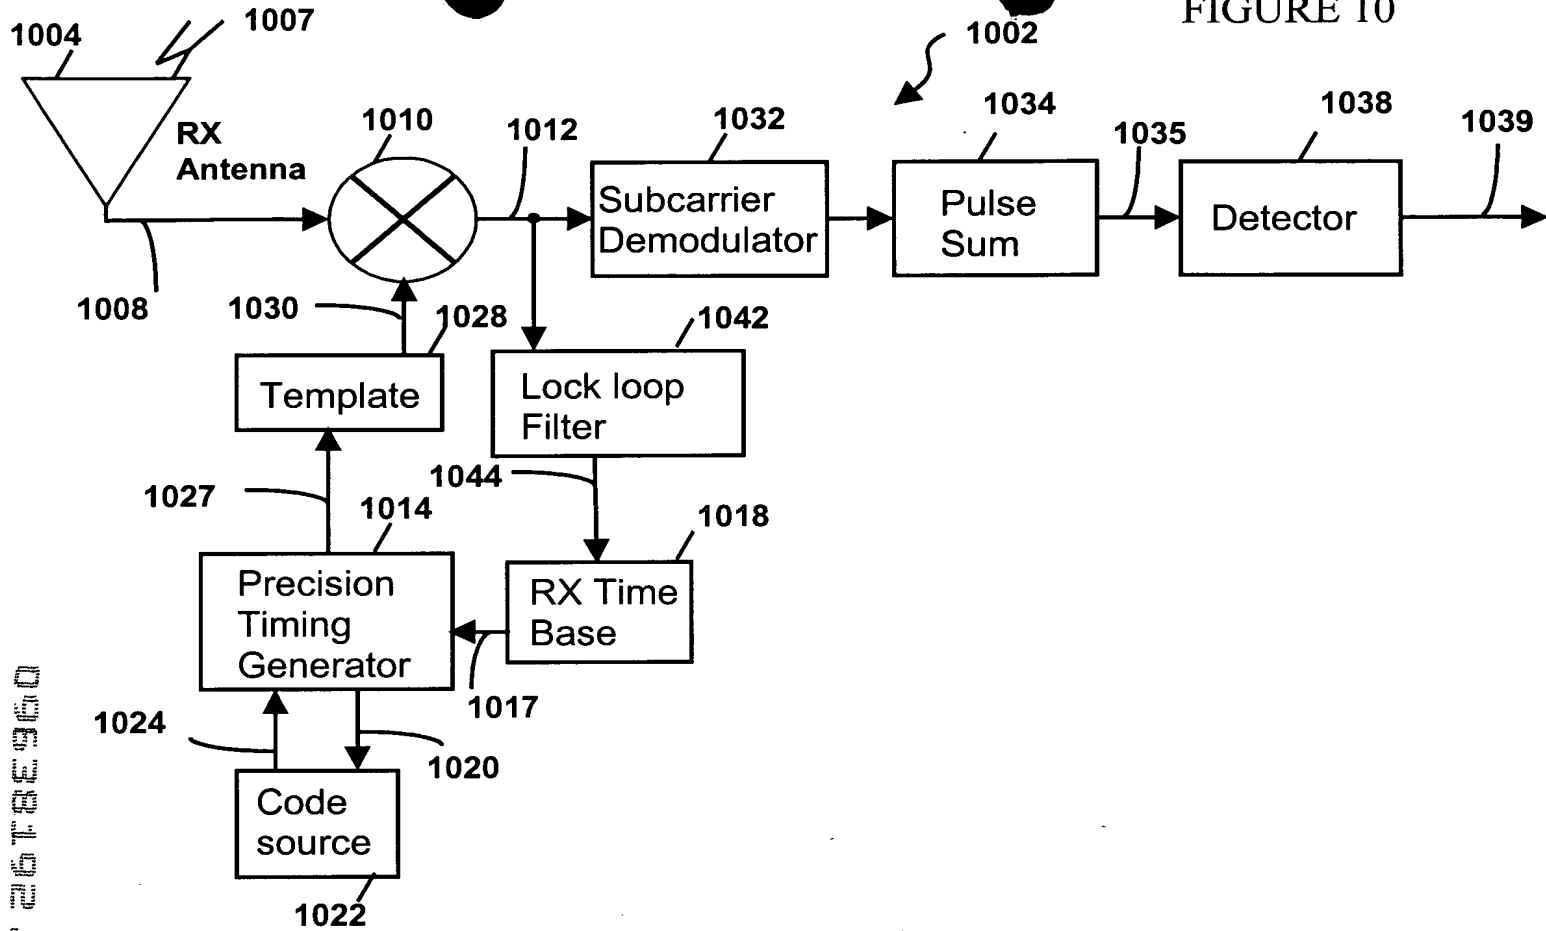 FIGURE 10
1004
1007
1002
RX
Antenna
1010
1012
1032
1034
1035
1038
1039
Subcarrier
Demodulator
Pulse
Sum
Detector
1008
1030
1028
1042
Template
Lock loop
Filter
1027
1014
1044
1018
Precision
Timing
Generator
RX Time
Base
1017
1024
1020
Code
source
1022